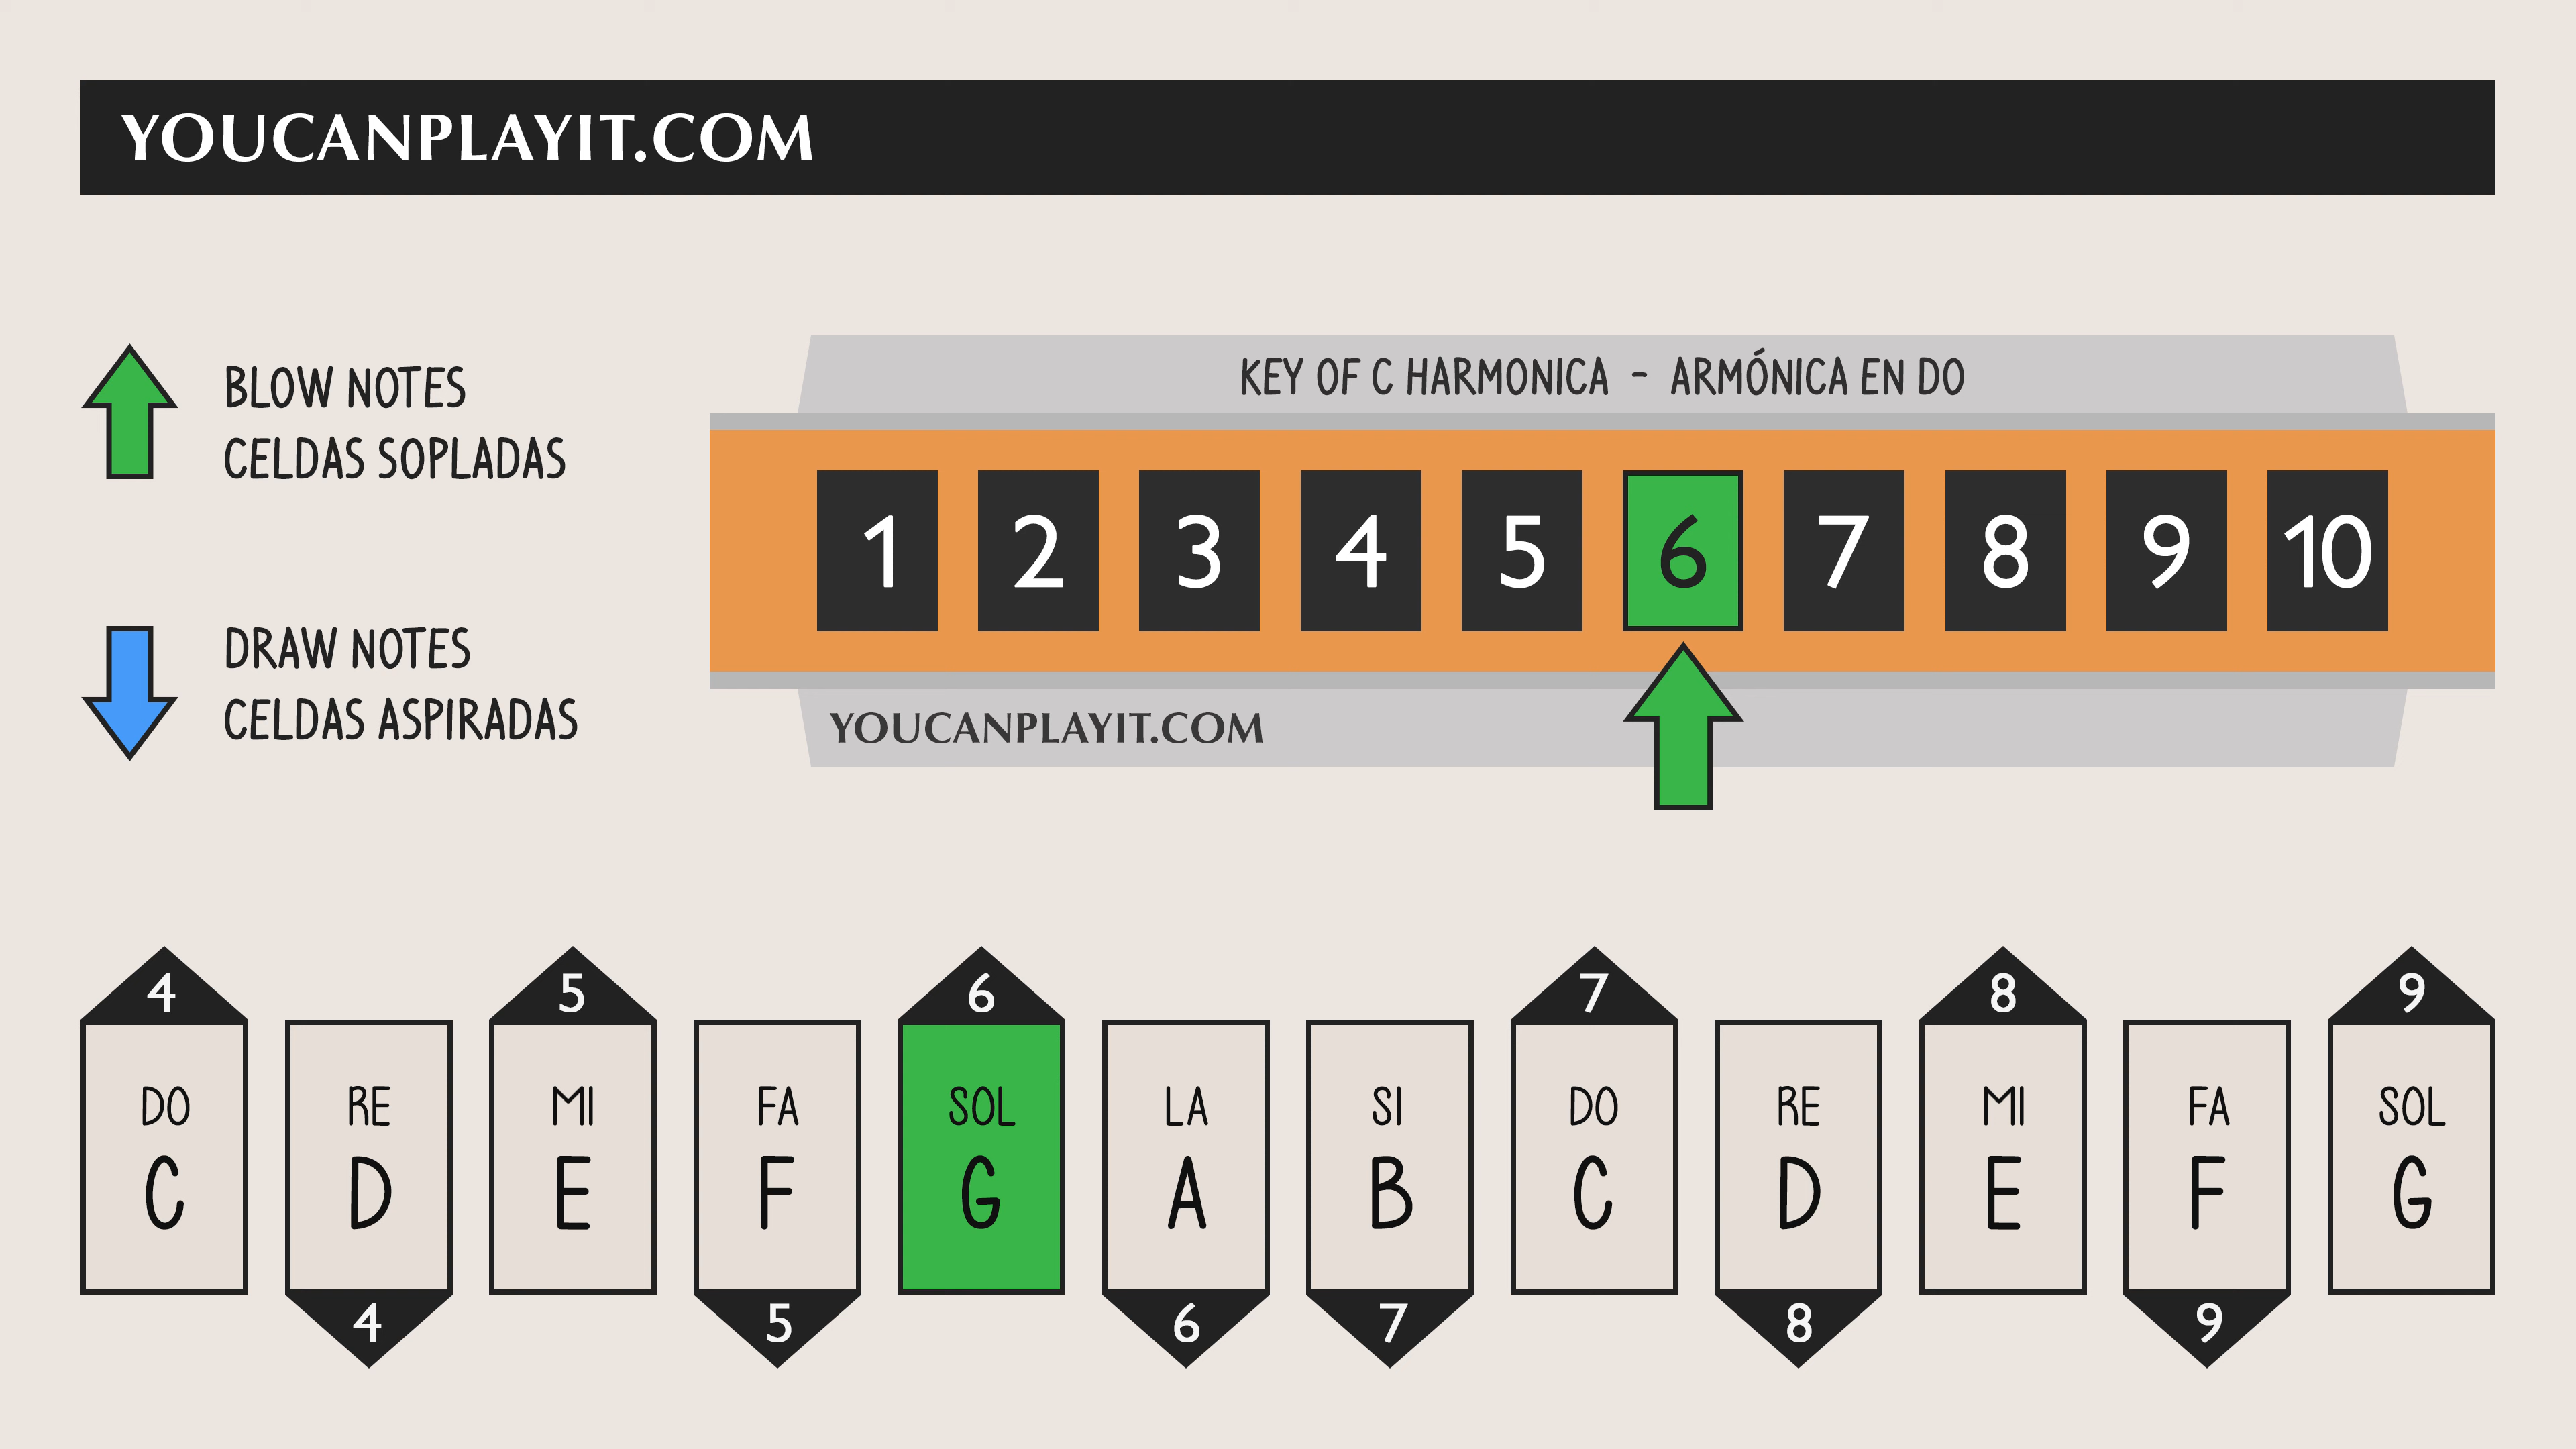 YOUCANPLAYIT.COM
BLOW NOTES
CELDAS SOPLADAS
DRAW NOTES
CELDAS ASPIRADAS
KEY OF C HARMONICA - ARMÓNICA EN DO
1 2 3 4 5 6 7 8 9 10
YOUCANPLAYIT.COM
4 5 6 7 8 9
DO RE MI FA SOL LA SI DO RE MI FA SOL
C D E F G A B C D E F G
4 5 6 7 8 9